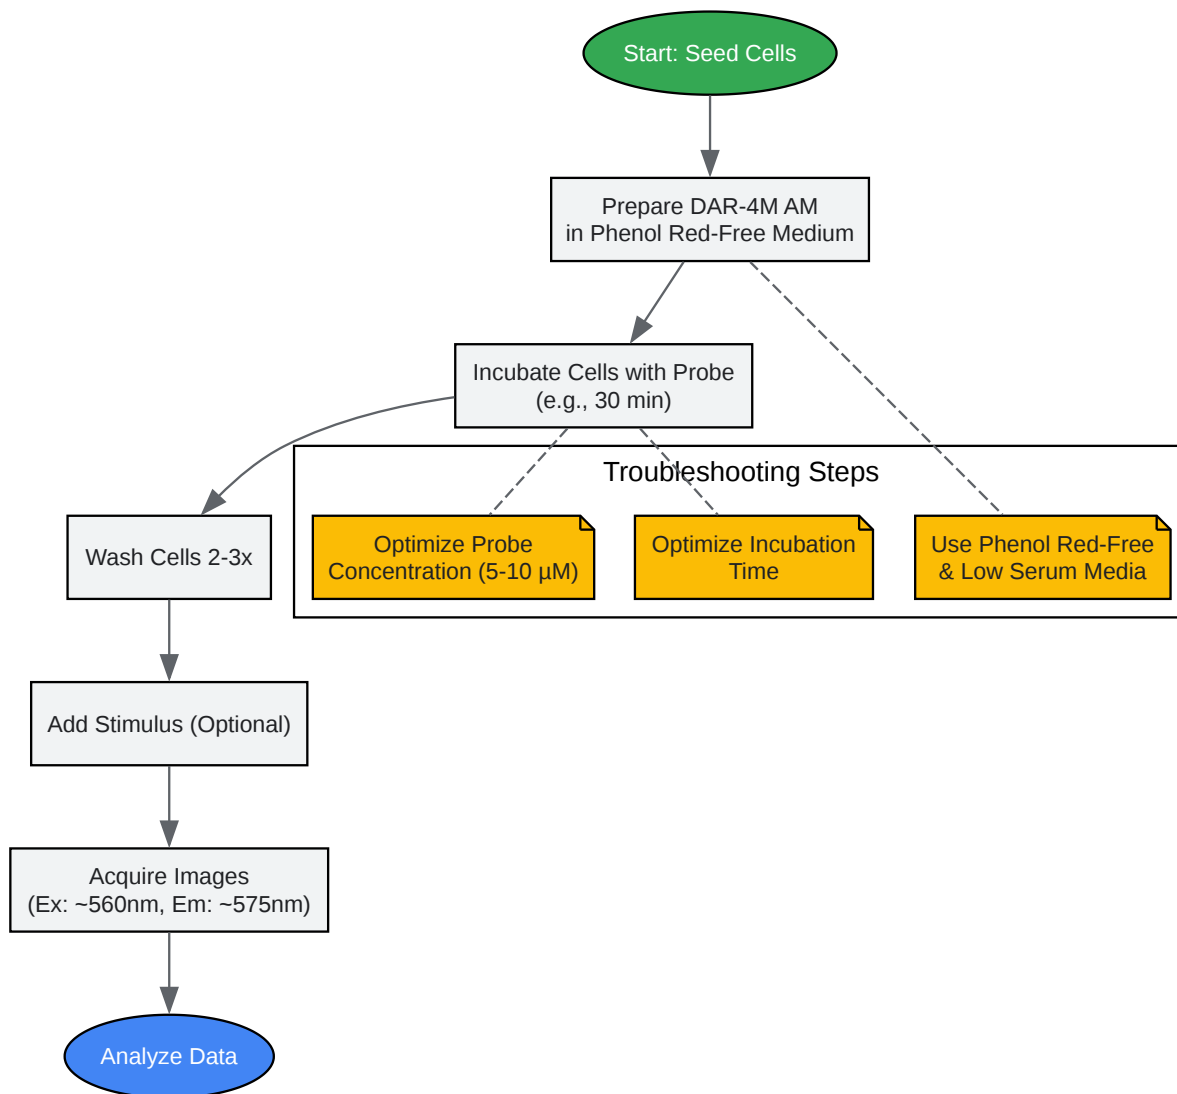 Start: Seed Cells
Prepare DAR-4M AM
in Phenol Red-Free Medium
Incubate Cells with Probe
(e.g., 30 min)
Troubleshooting Steps
Wash Cells 2-3x
Optimize Probe
Concentration (5-10 µM)
Optimize Incubation
Time
Use Phenol Red-Free
& Low Serum Media
Add Stimulus (Optional)
Acquire Images
(Ex: ~560nm, Em: ~575nm)
Analyze Data